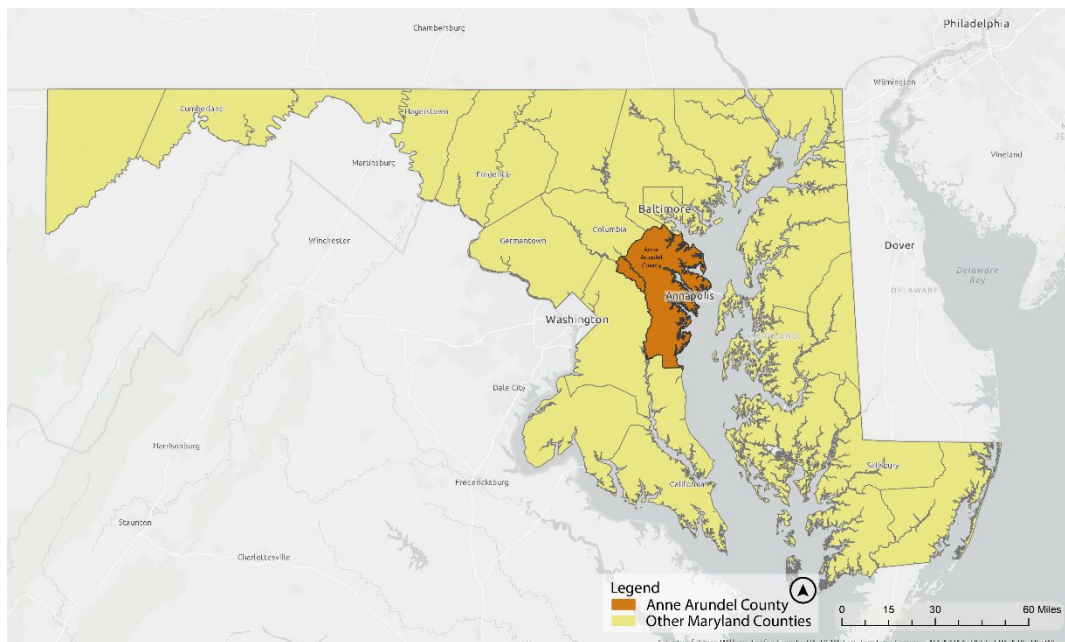 Philadelphia
Chambersburg
Wilmington
Cumberland
Hagerstown
Martinsburg
Vineland
Frederick
Baltimore
Columbia
Germantown
Winchester
Anne
Arundel
County
Dover
Delaware
Bay
DELAWARE
Annapolis
Washington
MARYLAND
Dale City
Harrisonburg
Salisbury
Fredericksburg
California
Staunton
Charlottesville
Legend
Anne Arundel County
Other Maryland Counties
0 15 30 60 Miles